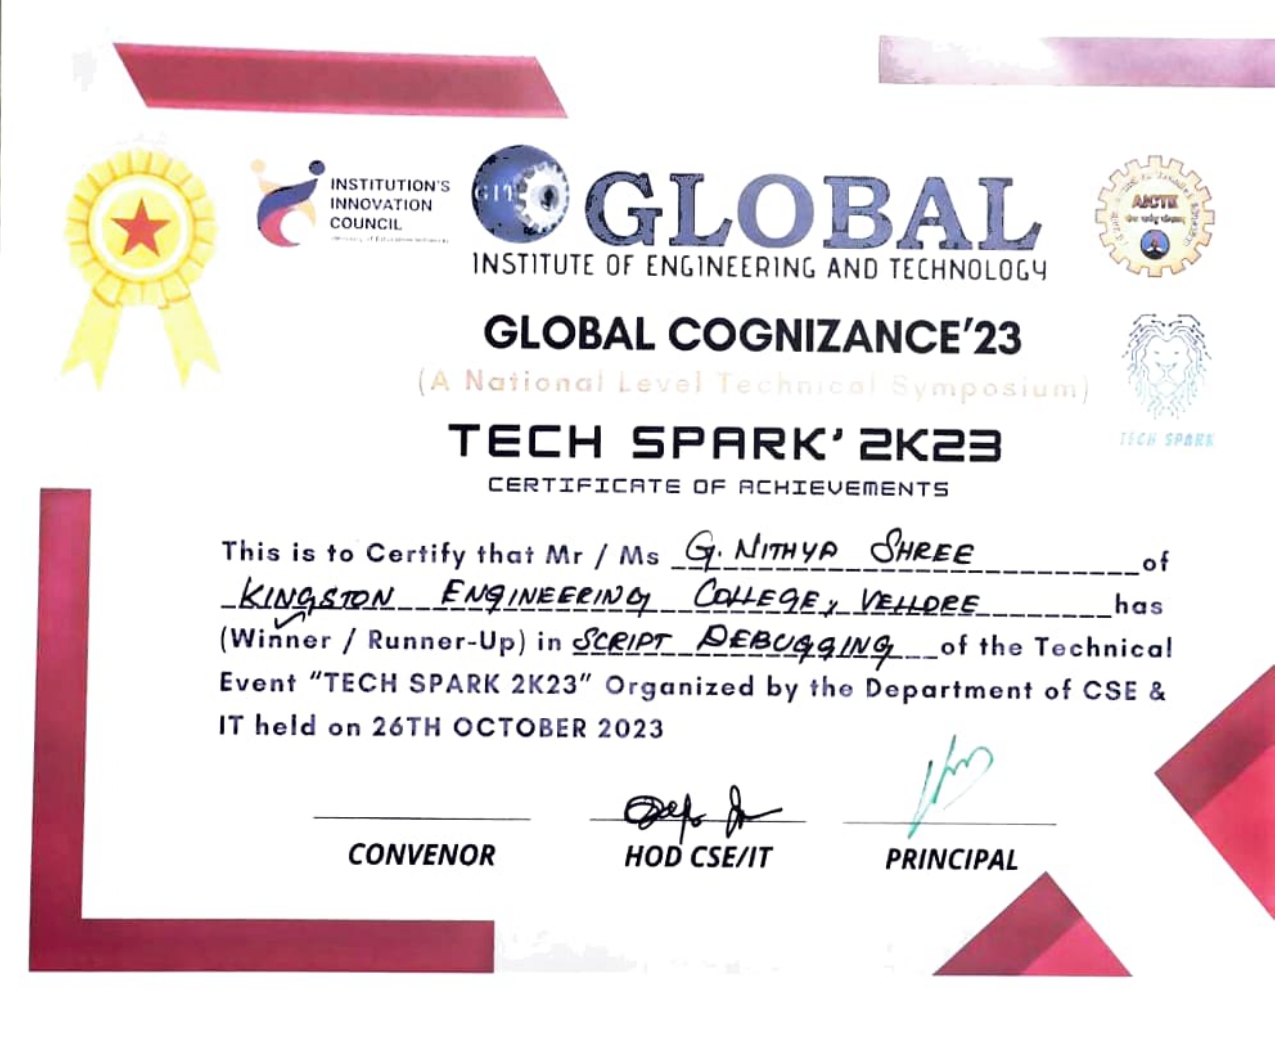 INSTITUTION'S
INNOVATION
COUNCIL
GIT
GLOBAL
INSTITUTE OF ENGINEERING AND TECHNOLOGY
AICTE
GLOBAL COGNIZANCE'23
(A National Level Technical Symposium)
TECH SPARK
TECH SPARK' 2K23
CERTIFICATE OF ACHIEVEMENTS
This is to Certify that Mr / Ms G. NITHYA SHREE of
KINGSTON ENGINEERING COLLEGE, VELLORE has
(Winner / Runner-Up) in SCRIPT DEBUGGING of the Technical
Event "TECH SPARK 2K23" Organized by the Department of CSE &
IT held on 26TH OCTOBER 2023
CONVENOR
HOD CSE/IT
PRINCIPAL